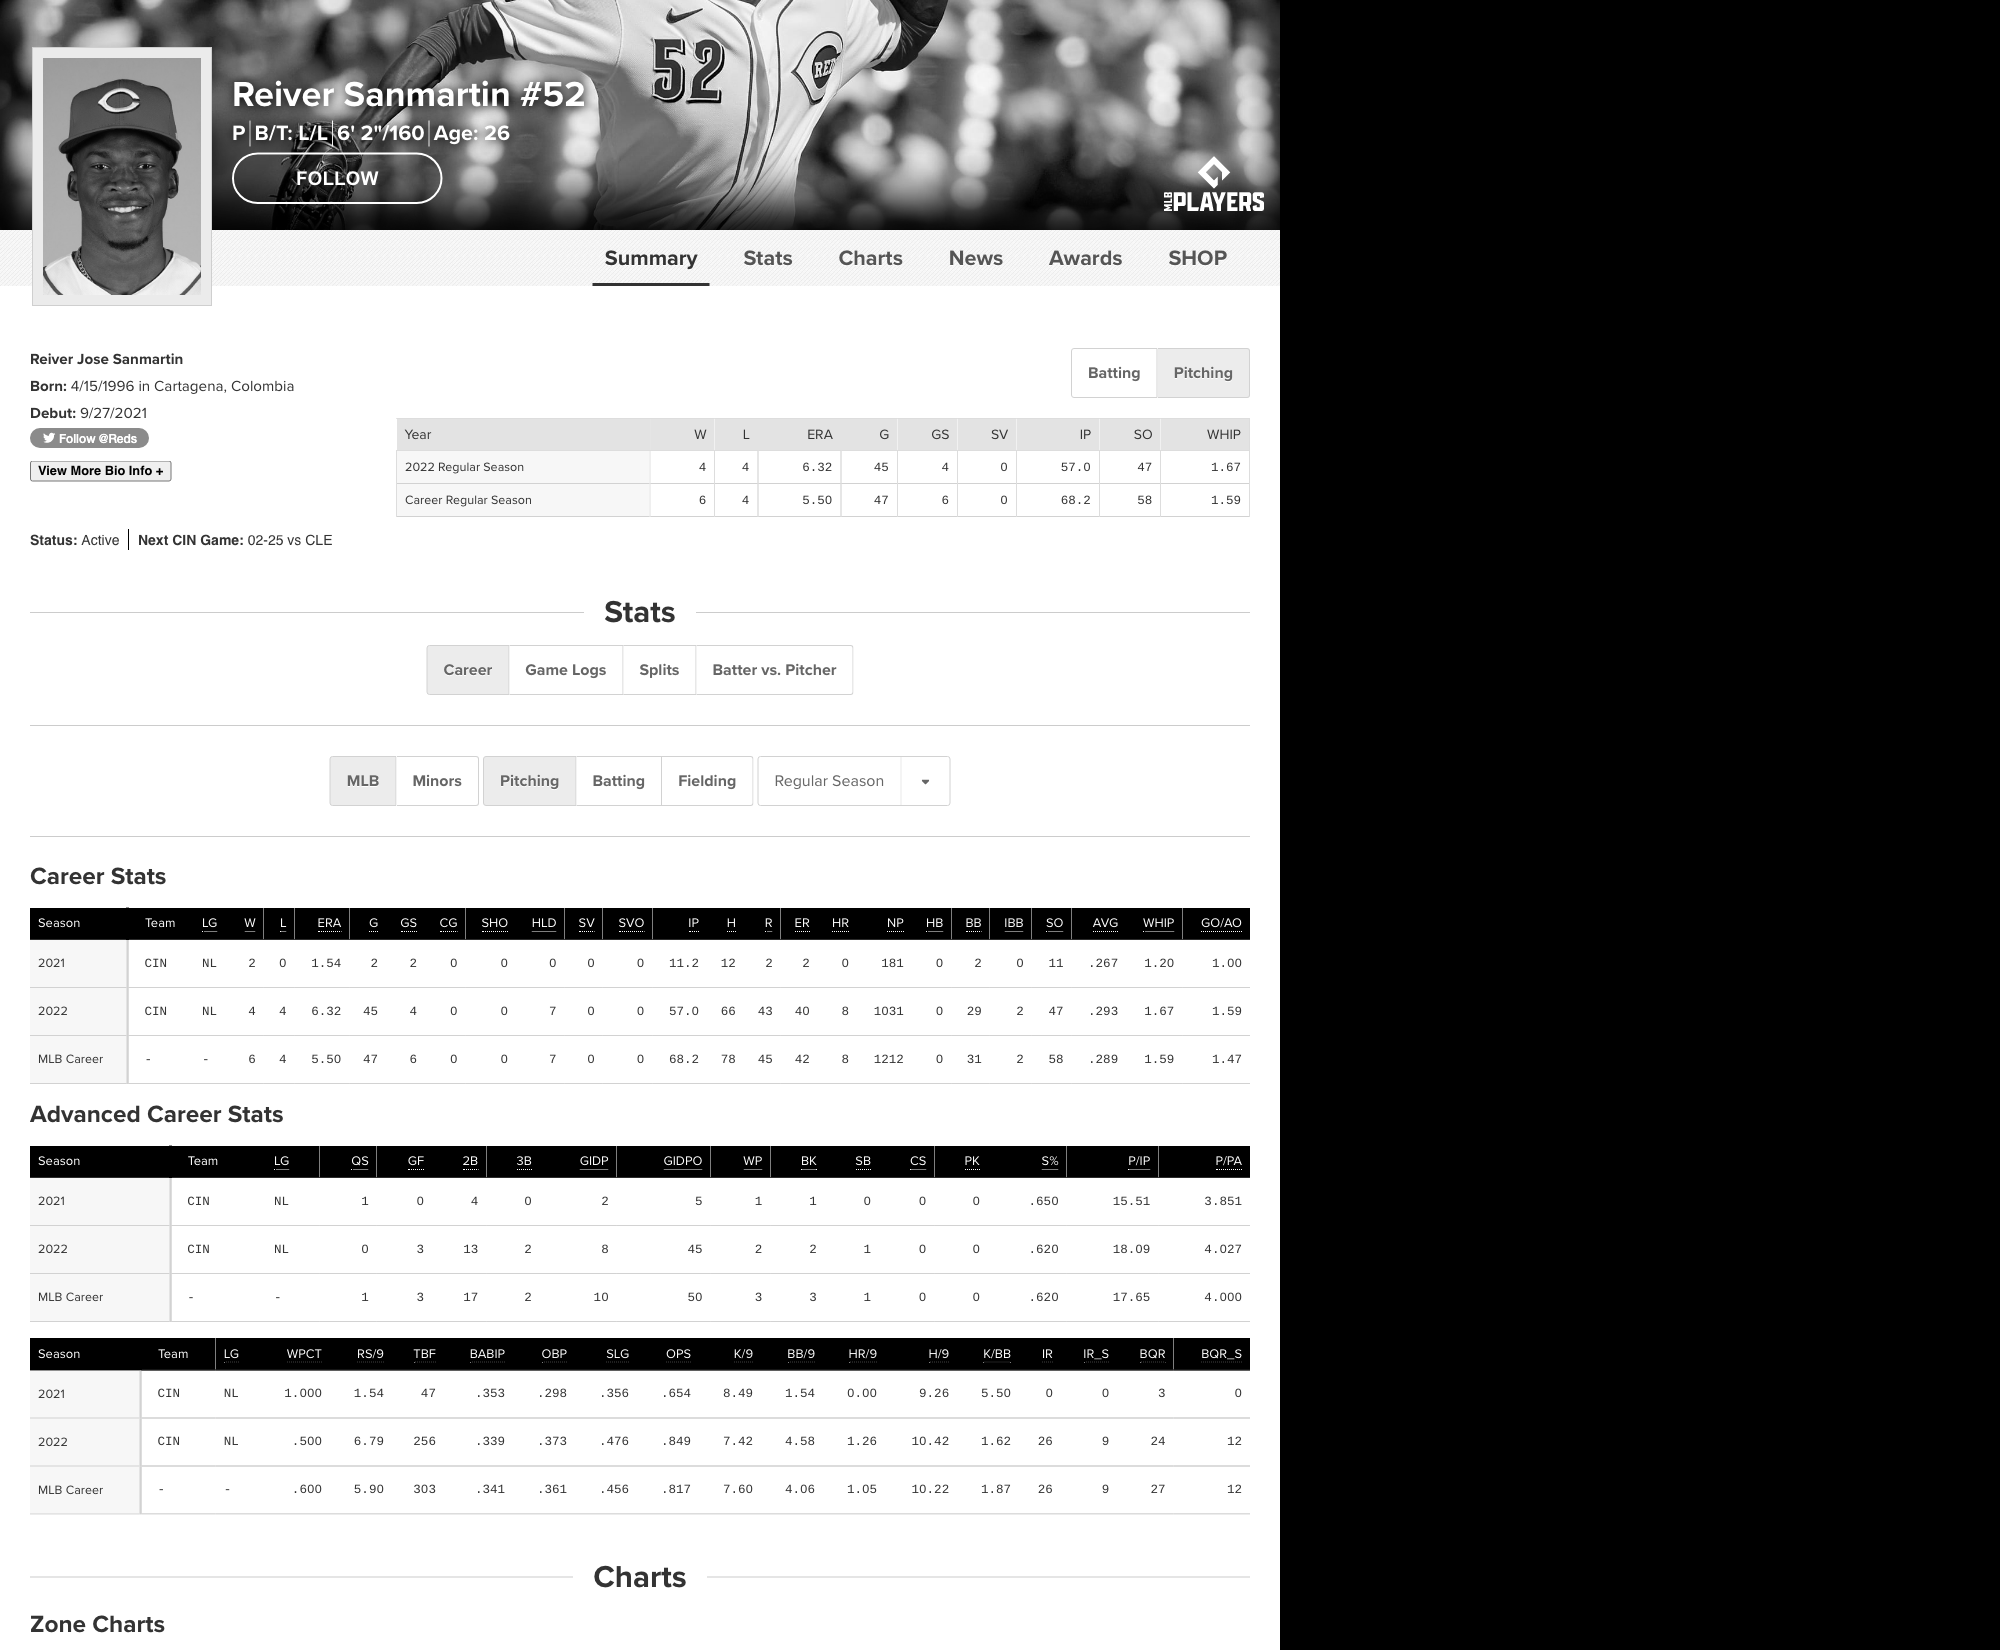 52
REDS
Reiver Sanmartin #52
P B/T: L/L 6' 2"/160 Age: 26
FOLLOW
MLB PLAYERS
Summary Stats Charts News Awards SHOP
Reiver Jose Sanmartin
Born: 4/15/1996 in Cartagena, Colombia
Debut: 9/27/2021
Follow @Reds
View More Bio Info +
Status: Active Next CIN Game: 02-25 vs CLE
Batting Pitching
Year W L ERA G GS SV IP SO WHIP
2022 Regular Season 4 4 6.32 45 4 0 57.0 47 1.67
Career Regular Season 6 4 5.50 47 6 0 68.2 58 1.59
Stats
Career Game Logs Splits Batter vs. Pitcher
MLB Minors Pitching Batting Fielding Regular Season
Career Stats
Season Team LG W L ERA G GS CG SHO HLD SV SVO IP H R ER HR NP HB BB IBB SO AVG WHIP GO/AO
2021 CIN NL 2 0 1.54 2 2 0 0 0 0 0 11.2 12 2 2 0 181 0 2 0 11 .267 1.20 1.00
2022 CIN NL 4 4 6.32 45 4 0 0 7 0 0 57.0 66 43 40 8 1031 0 29 2 47 .293 1.67 1.59
MLB Career - - 6 4 5.50 47 6 0 0 7 0 0 68.2 78 45 42 8 1212 0 31 2 58 .289 1.59 1.47
Advanced Career Stats
Season Team LG QS GF 2B 3B GIDP GIDPO WP BK SB CS PK S% P/IP P/PA
2021 CIN NL 1 0 4 0 2 5 1 1 0 0 0 .650 15.51 3.851
2022 CIN NL 0 3 13 2 8 45 2 2 1 0 0 .620 18.09 4.027
MLB Career - - 1 3 17 2 10 50 3 3 1 0 0 .620 17.65 4.000
Season Team LG WPCT RS/9 TBF BABIP OBP SLG OPS K/9 BB/9 HR/9 H/9 K/BB IR IR_S BQR BQR_S
2021 CIN NL 1.000 1.54 47 .353 .298 .356 .654 8.49 1.54 0.00 9.26 5.50 0 0 3 0
2022 CIN NL .500 6.79 256 .339 .373 .476 .849 7.42 4.58 1.26 10.42 1.62 26 9 24 12
MLB Career - - .600 5.90 303 .341 .361 .456 .817 7.60 4.06 1.05 10.22 1.87 26 9 27 12
Charts
Zone Charts